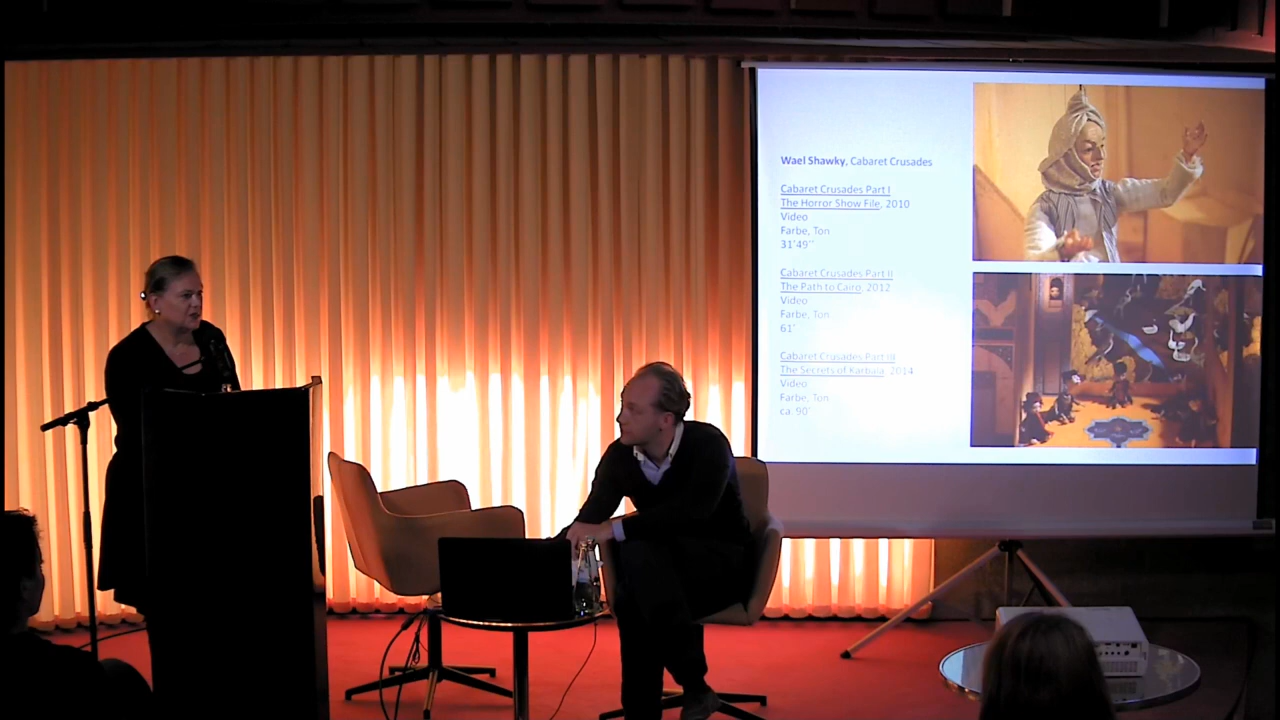 Wael Shawky, Cabaret Crusades
Cabaret Crusades Part I
The Horror Show File, 2010
Video
Farbe, Ton
31'49''
Cabaret Crusades Part II
The Path to Cairo, 2012
Video
Farbe, Ton
61'
Cabaret Crusades Part III
The Secrets of Karbala, 2014
Video
Farbe, Ton
ca. 90'